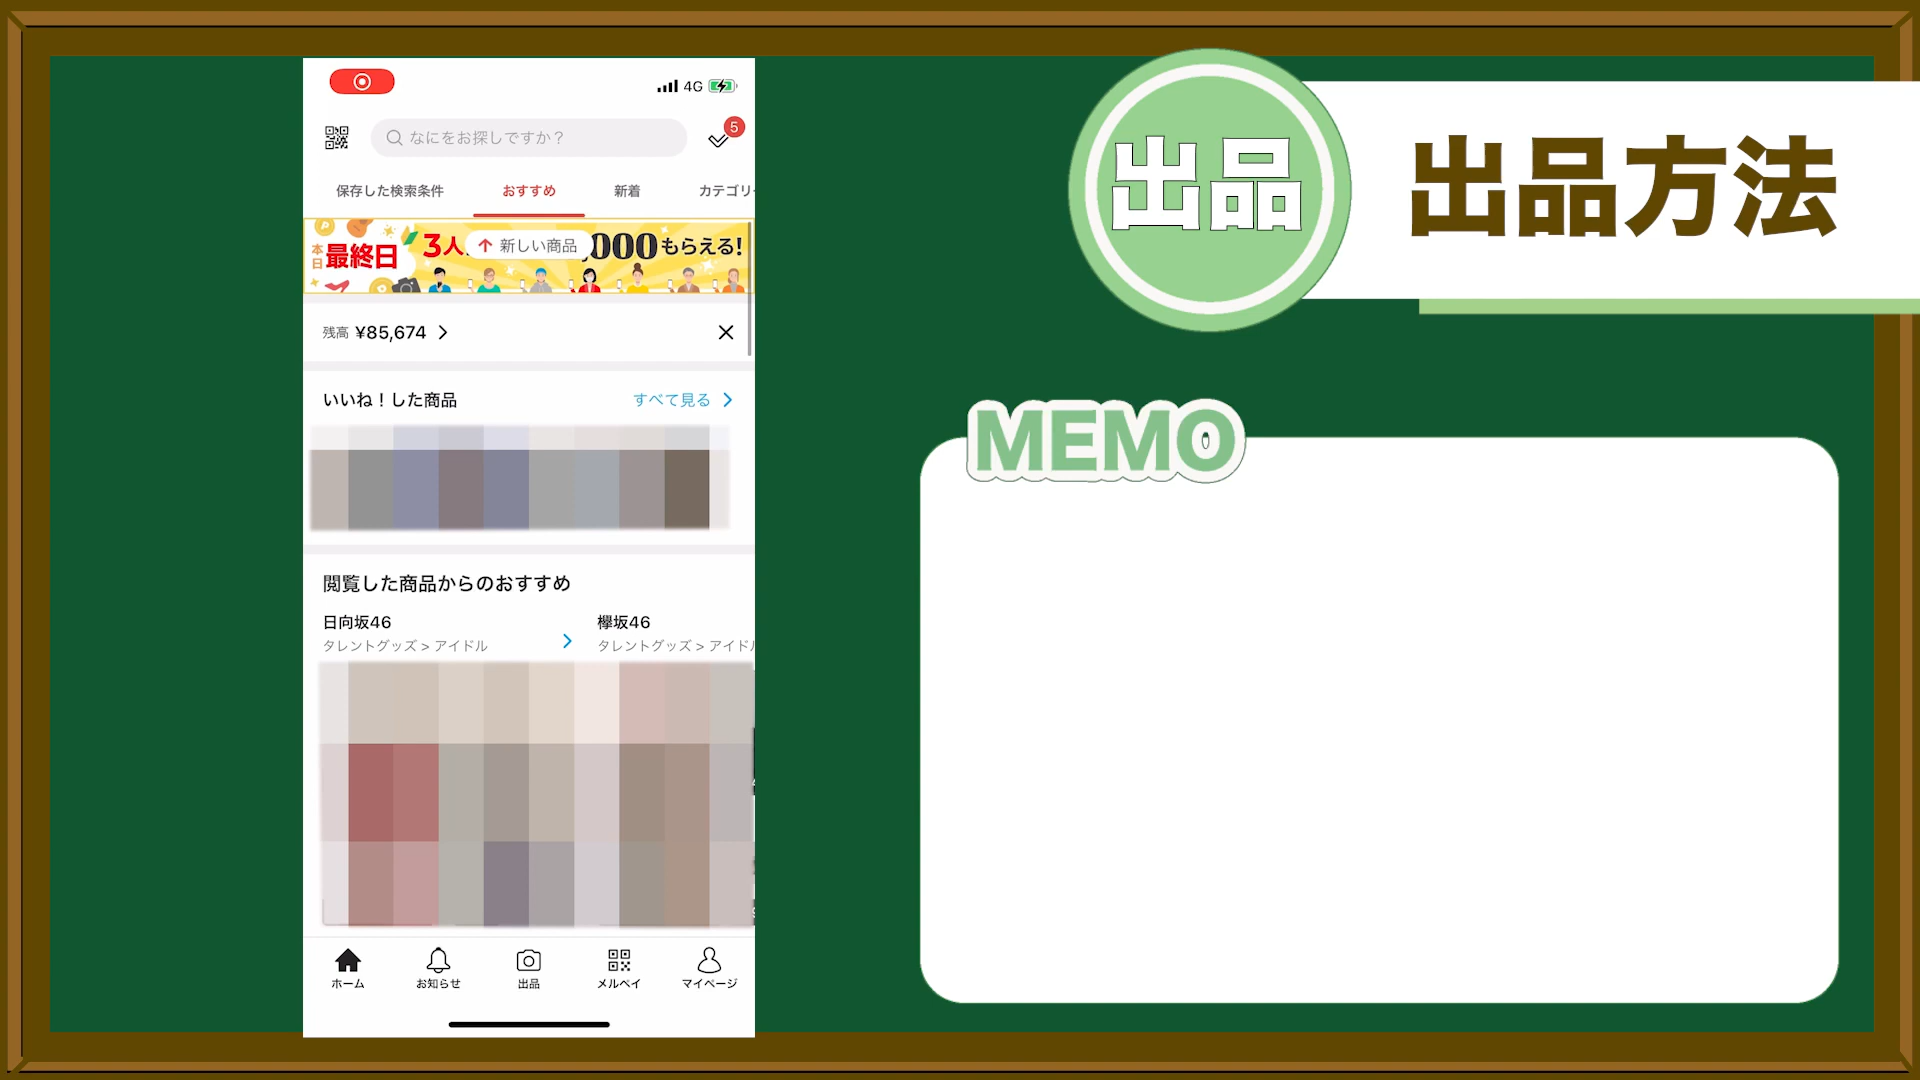 4G
なにをお探しですか？
5
保存した検索条件
おすすめ
新着
カテゴリ
本日
最終日
3人
新しい商品
,000もらえる!
残高 ¥85,674
いいね！した商品
すべて見る
閲覧した商品からのおすすめ
日向坂46
タレントグッズ > アイドル
欅坂46
タレントグッズ > アイドル
ホーム
お知らせ
出品
メルペイ
マイページ
出品
出品方法
MEMO